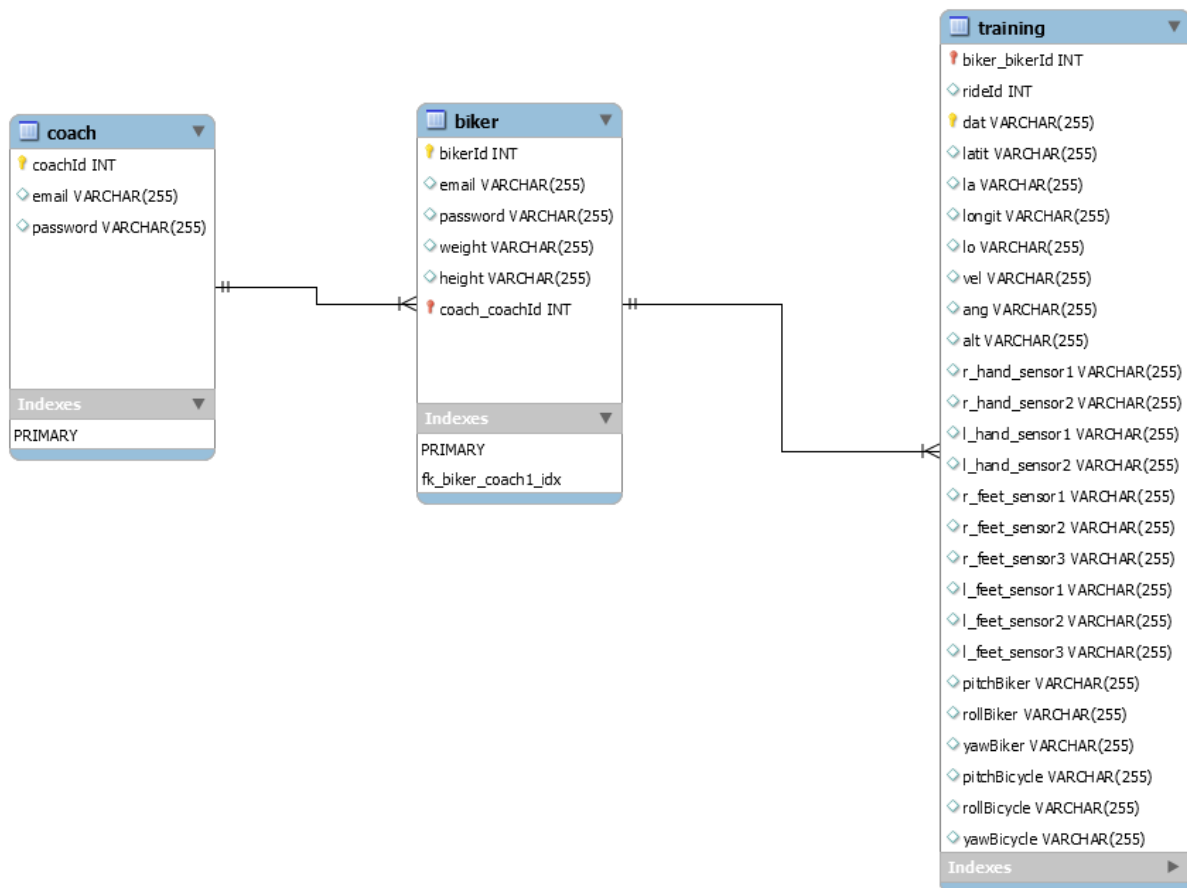 coach
coachId INT
email VARCHAR(255)
password VARCHAR(255)
Indexes
PRIMARY
biker
bikerId INT
email VARCHAR(255)
password VARCHAR(255)
weight VARCHAR(255)
height VARCHAR(255)
coach_coachId INT
Indexes
PRIMARY
fk_biker_coach1_idx
training
biker_bikerId INT
rideId INT
dat VARCHAR(255)
latit VARCHAR(255)
la VARCHAR(255)
longit VARCHAR(255)
lo VARCHAR(255)
vel VARCHAR(255)
ang VARCHAR(255)
alt VARCHAR(255)
r_hand_sensor1 VARCHAR(255)
r_hand_sensor2 VARCHAR(255)
l_hand_sensor1 VARCHAR(255)
l_hand_sensor2 VARCHAR(255)
r_feet_sensor1 VARCHAR(255)
r_feet_sensor2 VARCHAR(255)
r_feet_sensor3 VARCHAR(255)
l_feet_sensor1 VARCHAR(255)
l_feet_sensor2 VARCHAR(255)
l_feet_sensor3 VARCHAR(255)
pitchBiker VARCHAR(255)
rollBiker VARCHAR(255)
yawBiker VARCHAR(255)
pitchBicycle VARCHAR(255)
rollBicycle VARCHAR(255)
yawBicycle VARCHAR(255)
Indexes